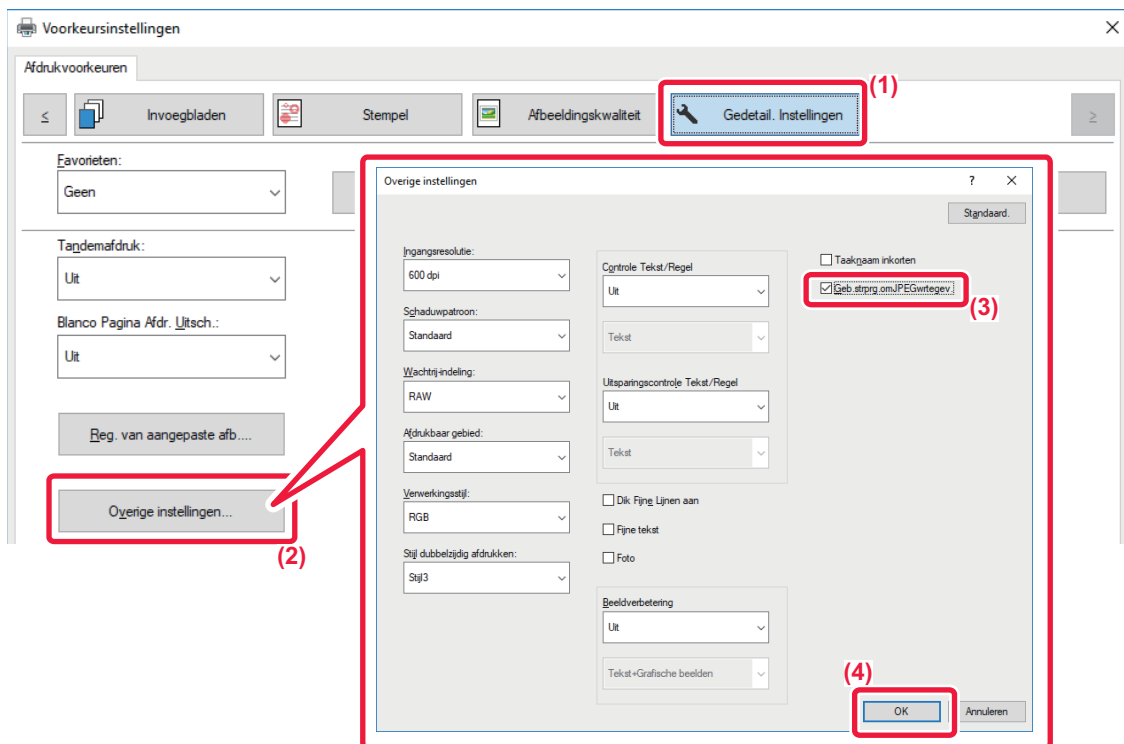 Voorkeursinstellingen
Afdrukvoorkeuren
(1)
<
Invoegbladen
Stempel
Afbeeldingskwaliteit
Gedetail. Instellingen
>
Favorieten:
Geen
Tandemafdruk:
Uit
Blanco Pagina Afdr. Uitsch.:
Uit
Reg. van aangepaste afb....
Overige instellingen...
(2)
Overige instellingen
?
Standaard.
Ingangsresolutie:
600 dpi
Schaduwpatroon:
Standaard
Wachtrij-indeling:
RAW
Afdrukbaar gebied:
Standaard
Verwerkingsstijl:
RGB
Stijl dubbelzijdig afdrukken:
Stijl3
Controle Tekst/Regel
Uit
Tekst
Uitsparingscontrole Tekst/Regel
Uit
Tekst
Dik Fijne Lijnen aan
Fijne tekst
Foto
Beeldverbetering
Uit
Tekst+Grafische beelden
Taaknaam inkorten
Geb.strprg.omJPEGwrtegev.
(3)
(4)
OK
Annuleren